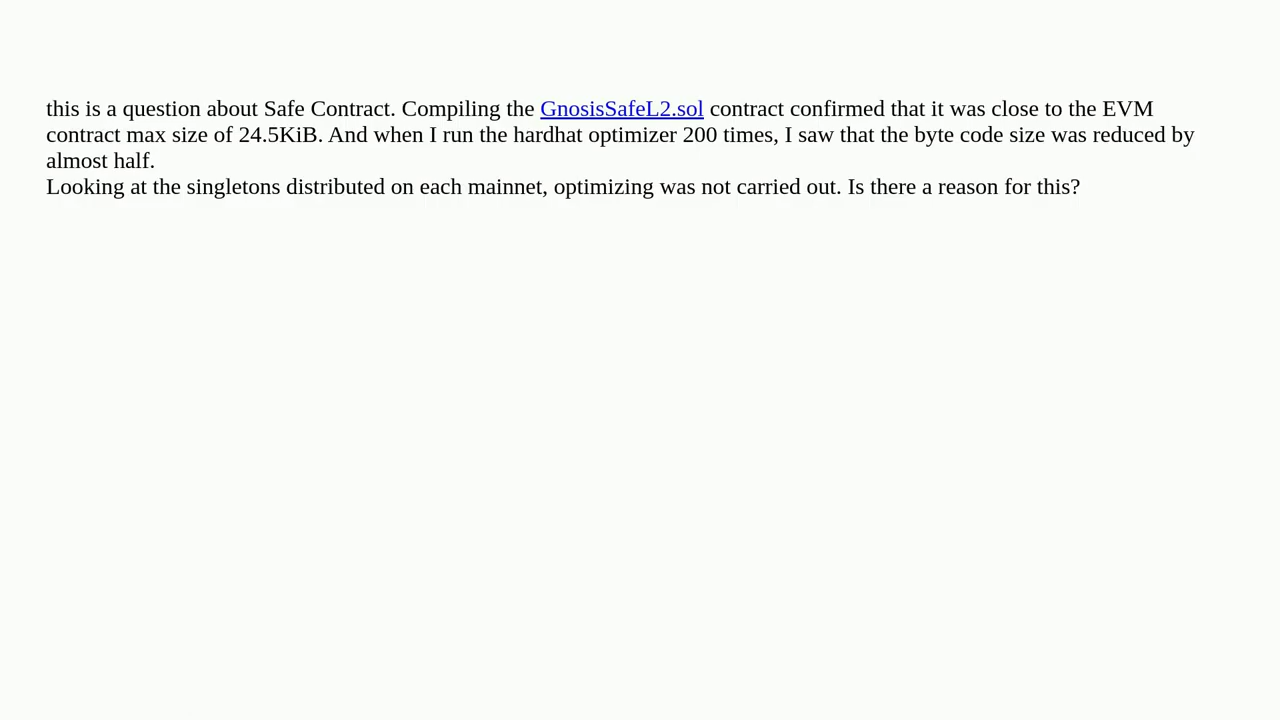 this is a question about Safe Contract. Compiling the GnosisSafeL2.sol contract confirmed that it was close to the EVM
contract max size of 24.5KiB. And when I run the hardhat optimizer 200 times, I saw that the byte code size was reduced by
almost half.
Looking at the singletons distributed on each mainnet, optimizing was not carried out. Is there a reason for this?